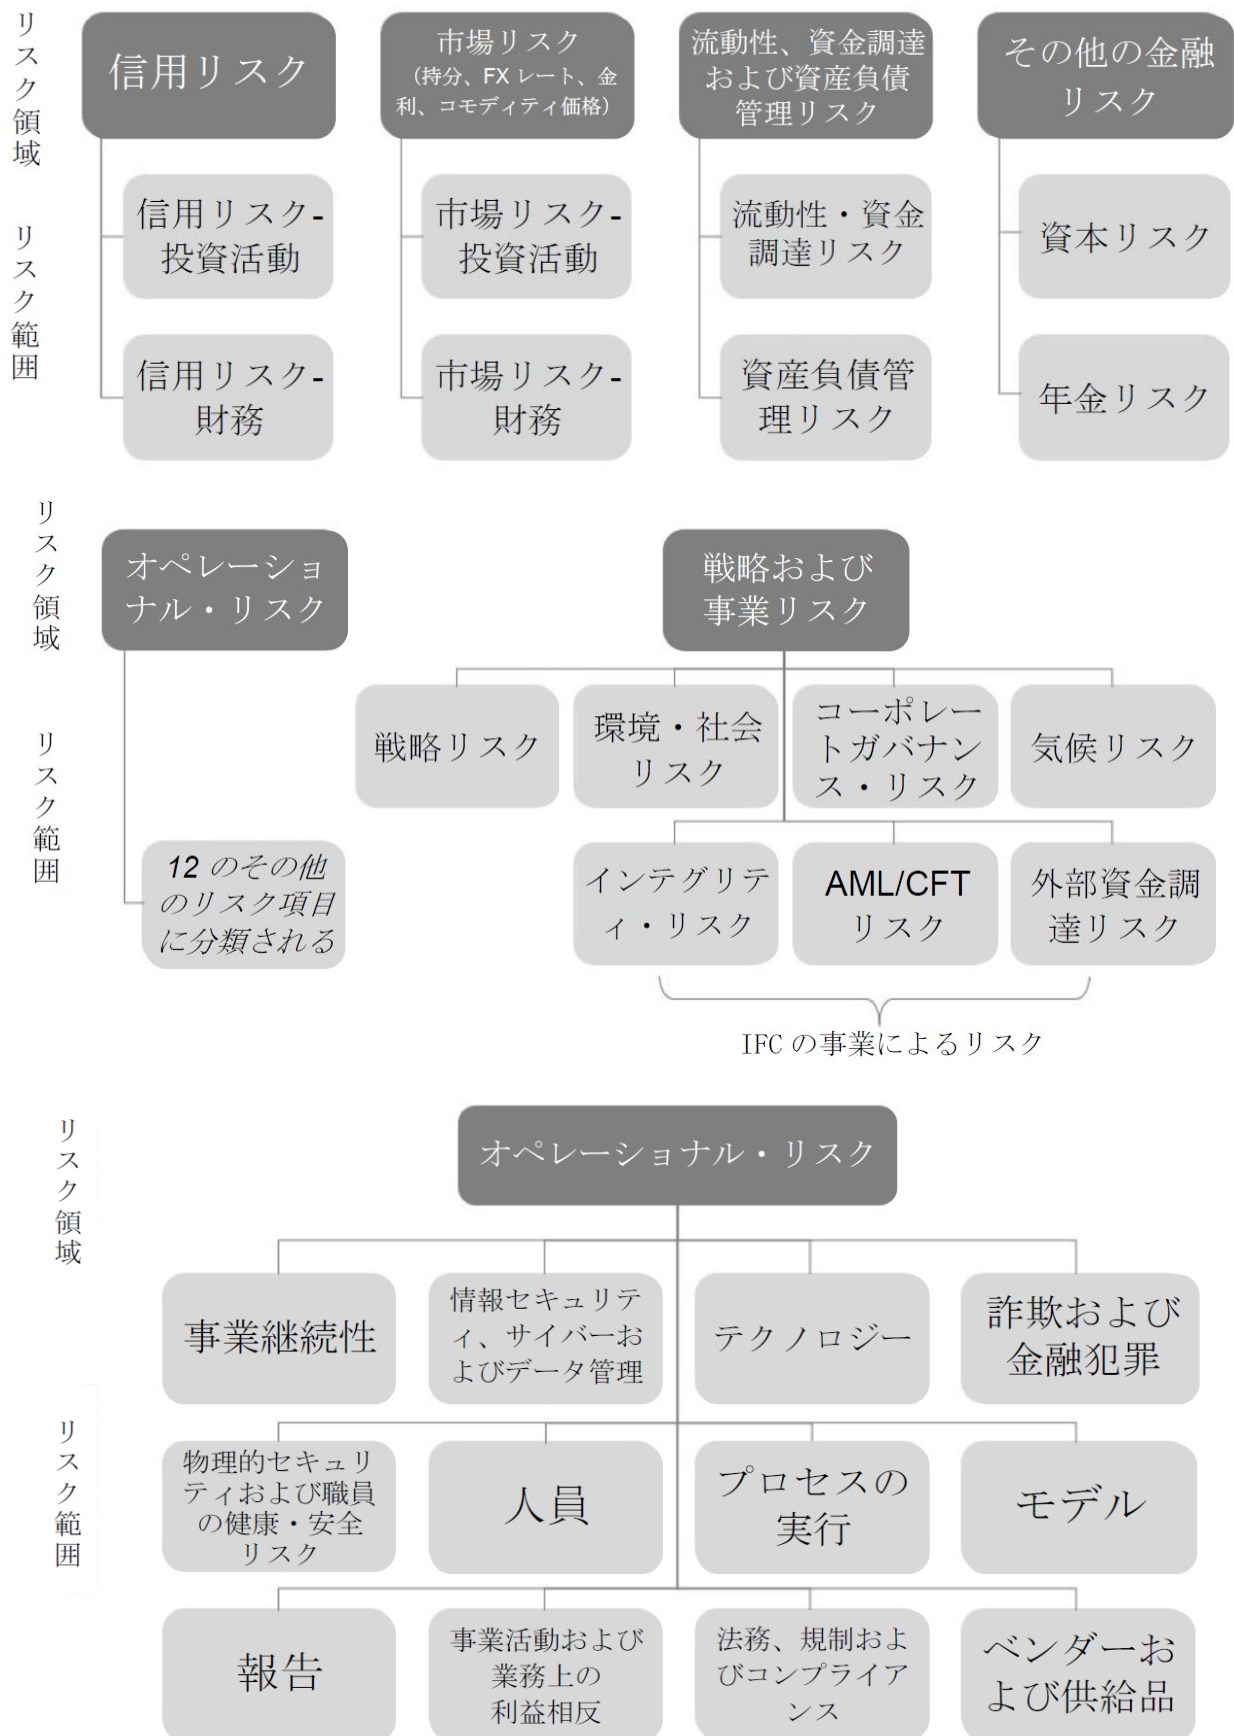 リスク領域
信用リスク
市場リスク
（持分、FX レート、金
利、コモディティ価格）
流動性、資金調達
および資産負債
管理リスク
その他の金融
リスク
リスク範囲
信用リスク-
投資活動
市場リスク-
投資活動
流動性・資金
調達リスク
資本リスク
信用リスク-
財務
市場リスク-
財務
資産負債管
理リスク
年金リスク
リスク領域
オペレーショ
ナル・リスク
戦略および
事業リスク
リスク範囲
戦略リスク
環境・社会
リスク
コーポレー
トガバナン
ス・リスク
気候リスク
12 のその他
のリスク項目
に分類される
インテグリテ
ィ・リスク
AML/CFT
リスク
外部資金調
達リスク
IFC の事業によるリスク
リスク領域
オペレーショナル・リスク
リスク範囲
事業継続性
情報セキュリテ
ィ、サイバーお
よびデータ管理
テクノロジー
詐欺および
金融犯罪
物理的セキュリ
ティおよび職員
の健康・安全
リスク
人員
プロセスの
実行
モデル
報告
事業活動および
業務上の
利益相反
法務、規制およ
びコンプライア
ンス
ベンダーお
よび供給品